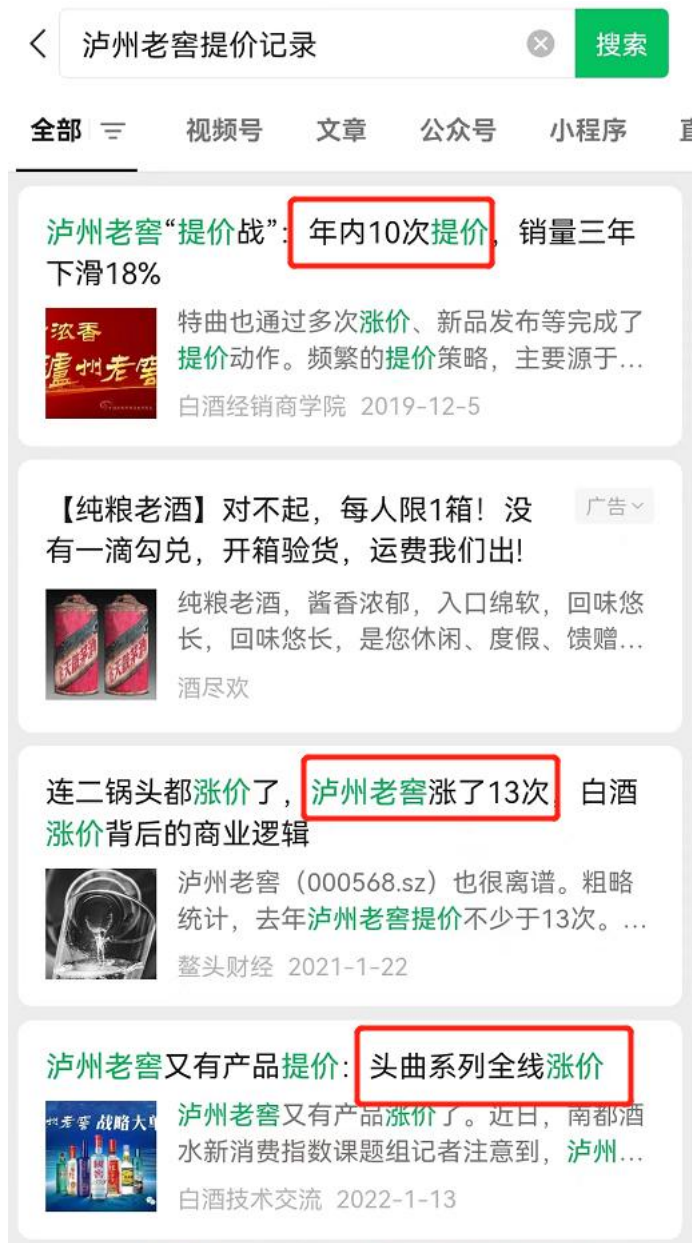 泸州老窖提价记录
搜索
全部
视频号
文章
公众号
小程序
泸州老窖“提价战”：年内10次提价，销量三年
下滑18%
浓香
瀘州老窖
特曲也通过多次涨价、新品发布等完成了
提价动作。频繁的提价策略，主要源于...
白酒经销商学院 2019-12-5
【纯粮老酒】对不起，每人限1箱！没
有一滴勾兑，开箱验货，运费我们出!
广告
纯粮老酒，酱香浓郁，入口绵软，回味悠
长，回味悠长，是您休闲、度假、馈赠...
酒尽欢
连二锅头都涨价了，泸州老窖涨了13次，白酒
涨价背后的商业逻辑
泸州老窖（000568.sz）也很离谱。粗略
统计，去年泸州老窖提价不少于13次。...
鳌头财经 2021-1-22
泸州老窖又有产品提价：头曲系列全线涨价
战略大单
泸州老窖又有产品涨价了。近日，南都酒
水新消费指数课题组记者注意到，泸州...
白酒技术交流 2022-1-13